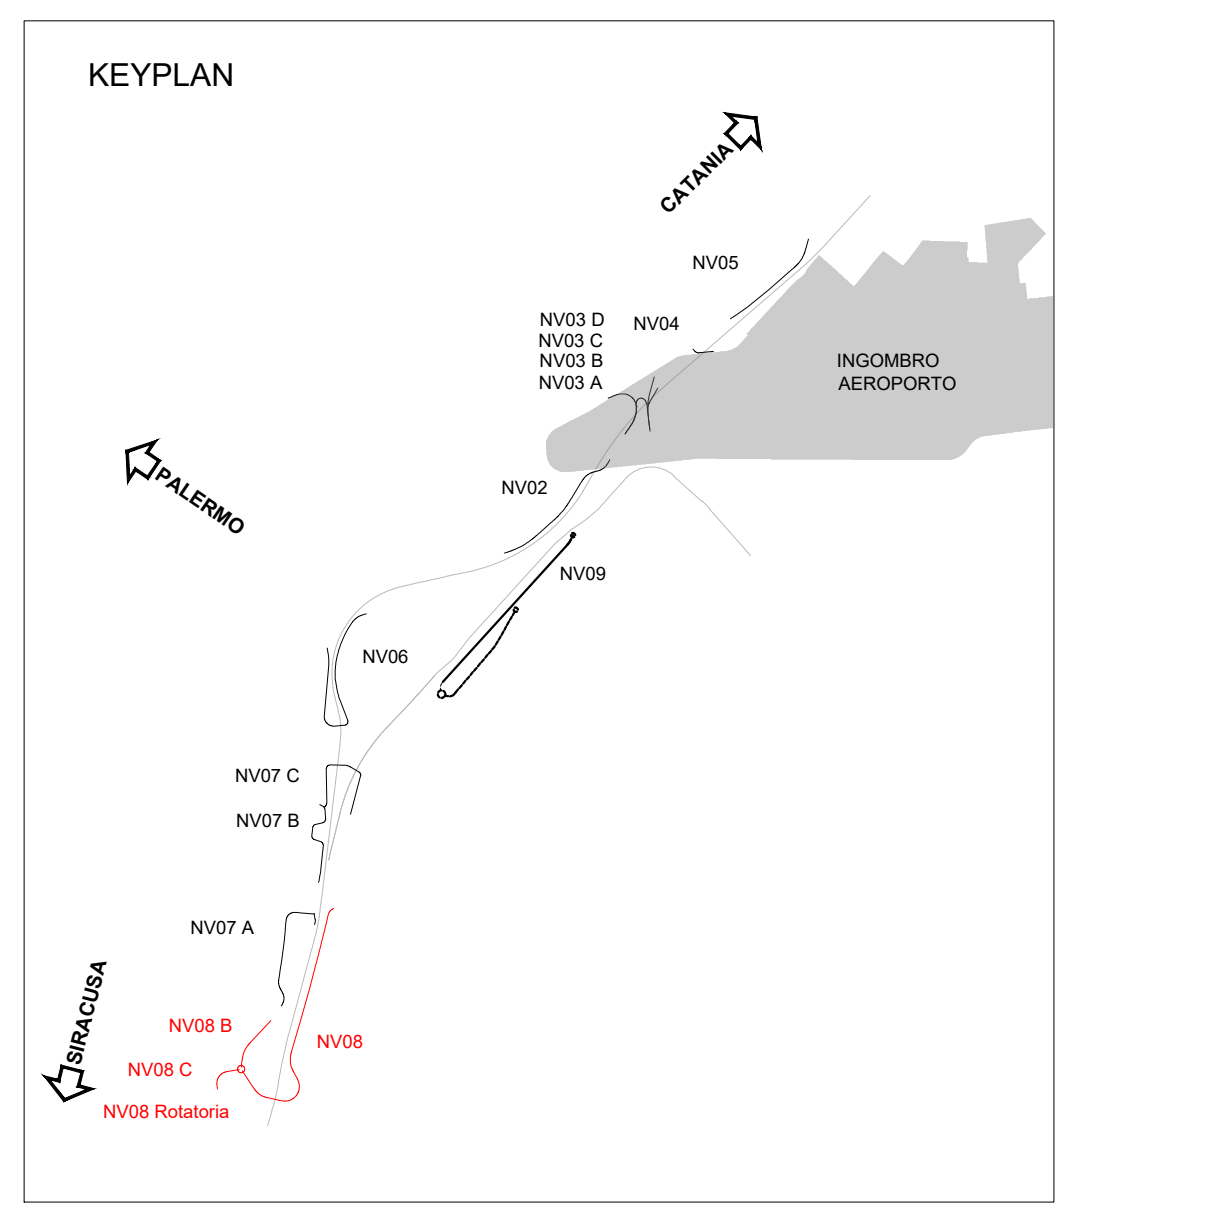 KEYPLAN
CATANIA
NV05
NV03 D
NV04
NV03 C
NV03 B
NV03 A
INGOMBRO
AEROPORTO
PALERMO
NV02
NV09
NV06
NV07 C
NV07 B
NV07 A
SIRACUSA
NV08 B
NV08
NV08 C
NV08 Rotatoria